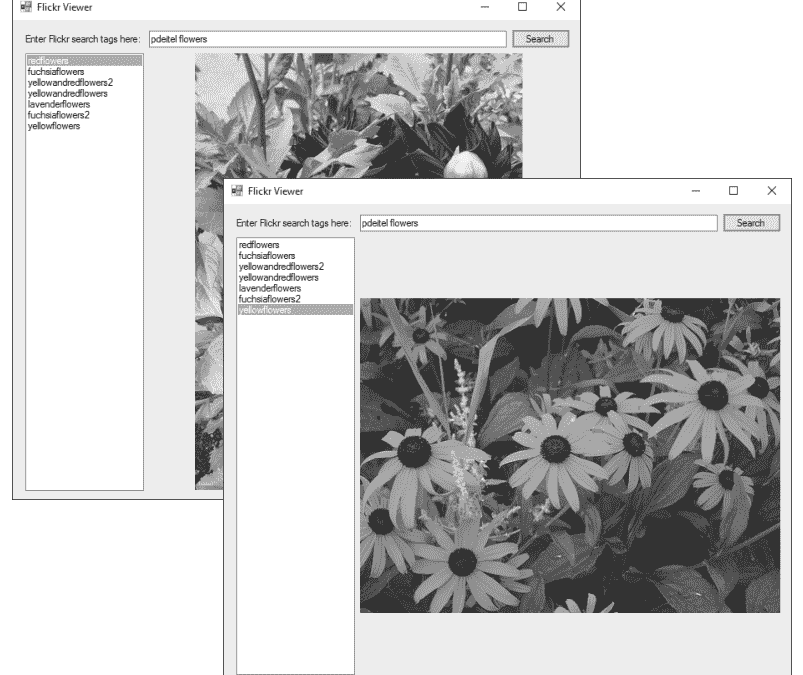 Flickr Viewer
Enter Flickr search tags here: pdeitel flowers Search
redflowers
fuchsiaflowers
yellowandredflowers2
yellowandredflowers
lavenderflowers
fuchsiaflowers2
yellowflowers
Flickr Viewer
Enter Flickr search tags here: pdeitel flowers Search
redflowers
fuchsiaflowers
yellowandredflowers2
yellowandredflowers
lavenderflowers
fuchsiaflowers2
yellowflowers